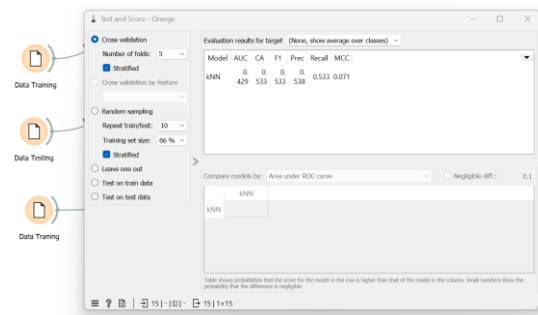 Test and Score - Orange
Cross validation
Number of folds: 5
Stratified
Cross validation by feature
Random sampling
Repeat train/test: 10
Training set size: 66 %
Stratified
Leave one out
Test on train data
Test on test data
Evaluation results for target (None, show average over classes)
Model AUC CA F1 Prec Recall MCC
kNN 0.429 0.533 0.533 0.538 0.533 0.071
Compare models by: Area under ROC curve Negligible diff.: 0.1
kNN
kNN
Table shows probabilities that the score for the model in the row is higher than that of the model in the column. Small numbers show the
probability that the difference is negligible.
15 | - | - 15 | 1×15
Data Training
Data Testing
Data Traning